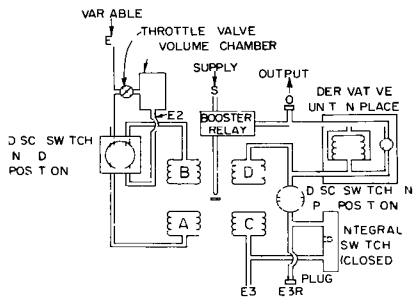 VAR ABLE
E
THROTTLE VALVE
VOLUME CHAMBER
SUPPLY
S
OUTPUT
O
E2
BOOSTER
RELAY
DER VAT VE
UN T N PLACE
D SC SW TCH
N D
POS T ON
B
D
D SC SW TCH N
P POS T ON
A
C
NTEGRAL
SW TCH
(CLOSED
PLUG
E3
E3R